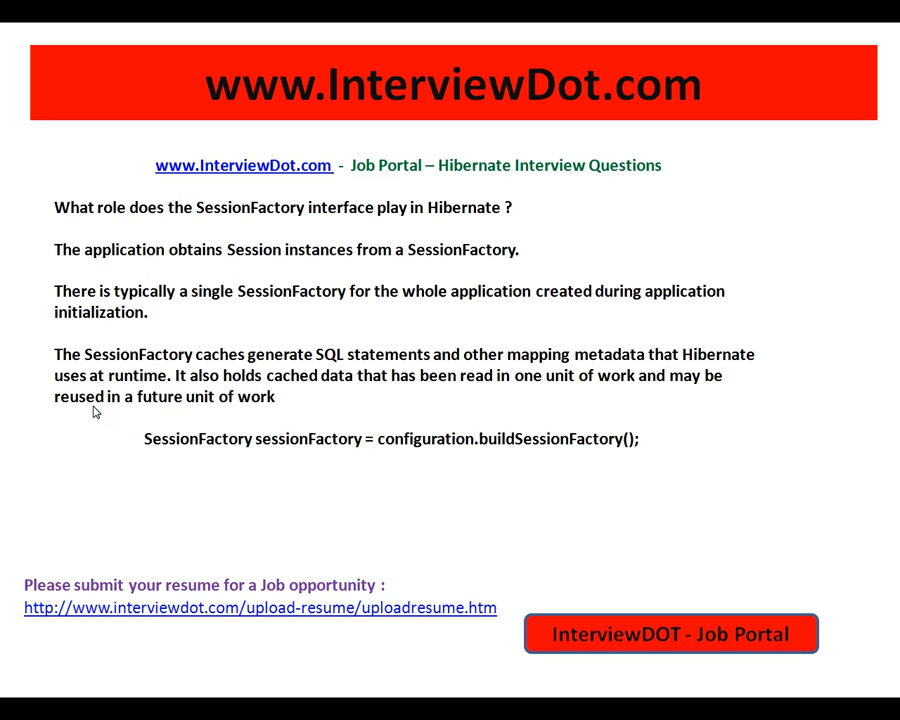 www.InterviewDot.com
www.InterviewDot.com - Job Portal – Hibernate Interview Questions
What role does the SessionFactory interface play in Hibernate ?
The application obtains Session instances from a SessionFactory.
There is typically a single SessionFactory for the whole application created during application
initialization.
The SessionFactory caches generate SQL statements and other mapping metadata that Hibernate
uses at runtime. It also holds cached data that has been read in one unit of work and may be
reused in a future unit of work
SessionFactory sessionFactory = configuration.buildSessionFactory();
Please submit your resume for a Job opportunity :
http://www.interviewdot.com/upload-resume/uploadresume.htm
InterviewDOT - Job Portal